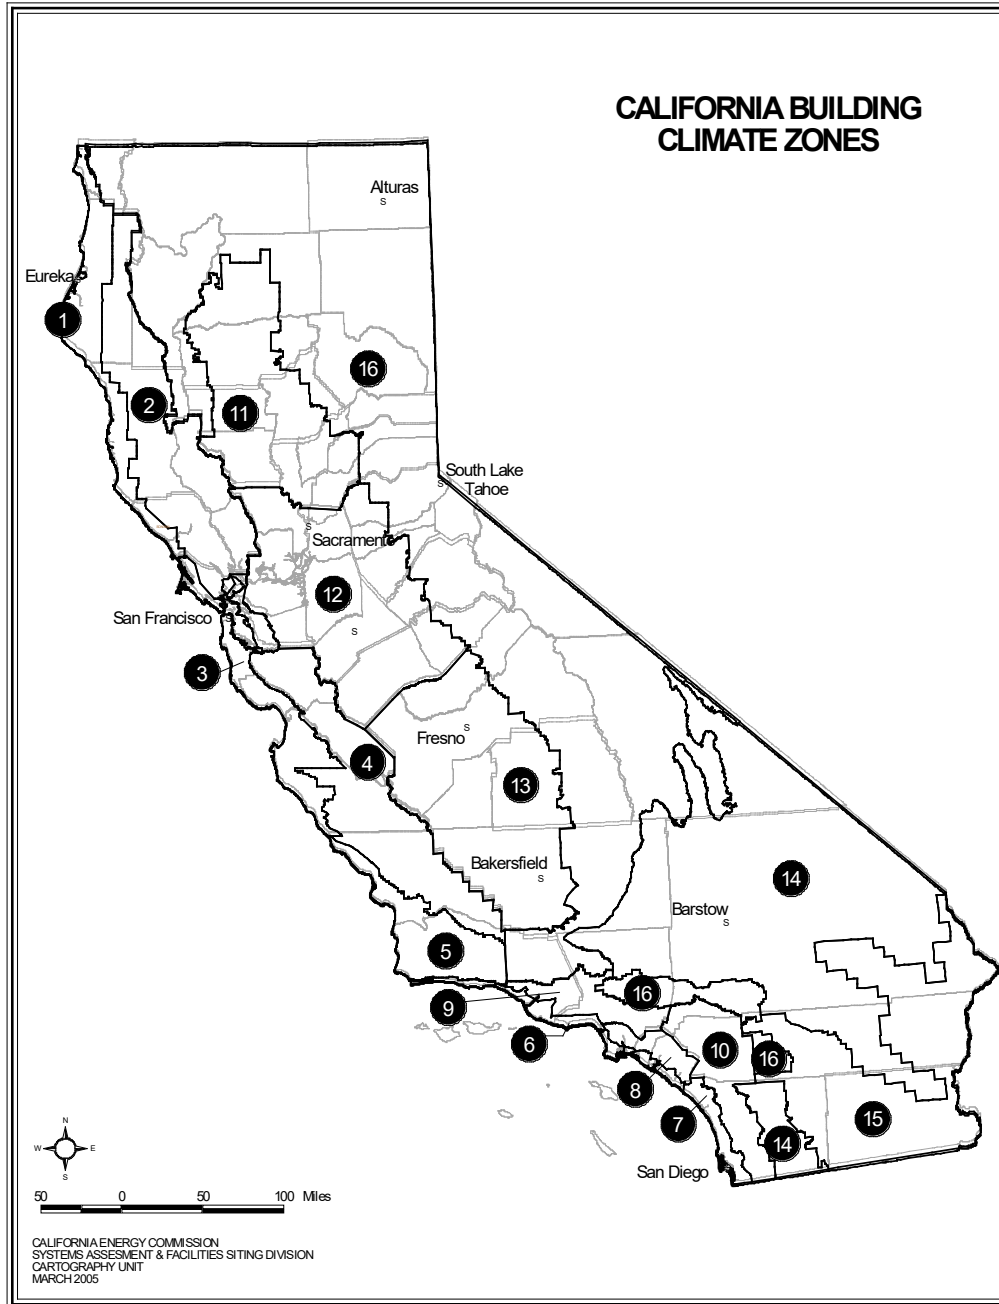 CALIFORNIA BUILDING
CLIMATE ZONES
Alturas
S
Eureka
1
16
2
11
South Lake
S
Tahoe
S
Sacramento
12
San Francisco
S
S
3
S
Fresno
4
13
Bakersfield
S
14
Barstow
S
5
9
16
6
10
16
8
7
15
14
San Diego
N
W
E
S
50
0
50
100 Miles
CALIFORNIA ENERGY COMMISSION
SYSTEMS ASSESMENT & FACILITIES SITING DIVISION
CARTOGRAPHY UNIT
MARCH 2005